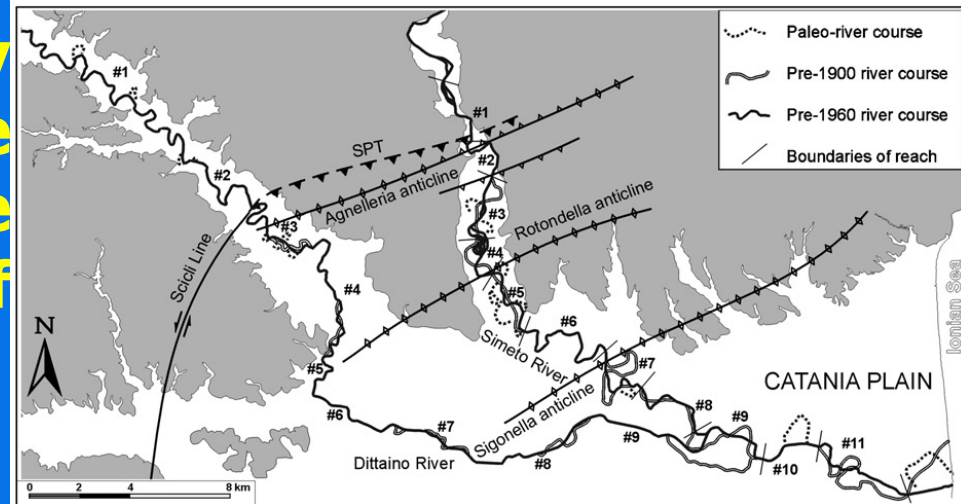 Paleo-river course
Pre-1900 river course
Pre-1960 river course
Boundaries of reach
#1
#2
#3
#4
#5
#6
#7
#8
#9
Dittaino River
Scicli Line
SPT
Agnelleria anticline
#1
#2
#3
#4
#5
#6
#7
#8
#9
#10
#11
Rotondella anticline
Simeto River
Sigonella anticline
CATANIA PLAIN
Ionian Sea
N
0 2 4 8 km